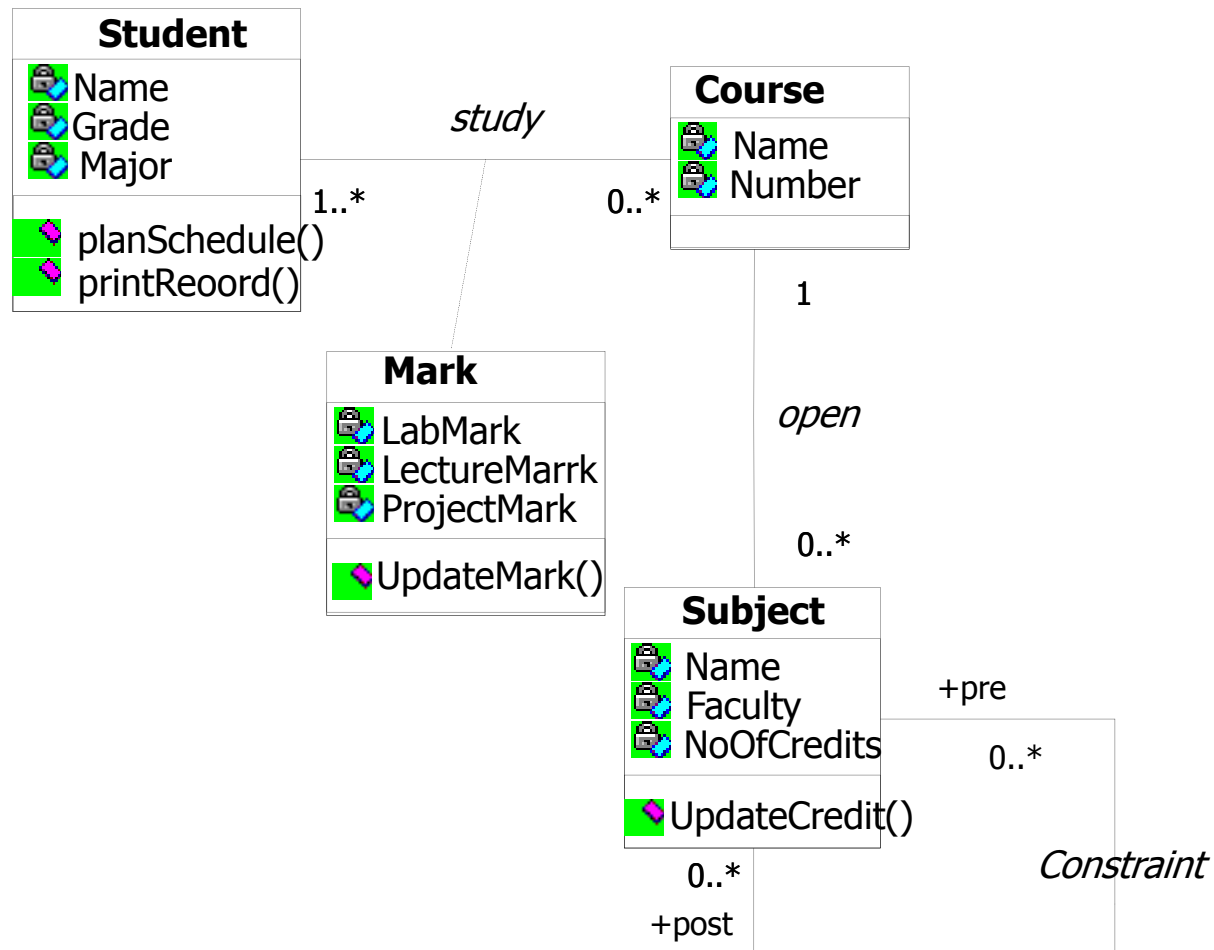 Student
Name
Grade
Major
planSchedule()
printReoord()
study
1..*
0..*
Course
Name
Number
1
open
0..*
Mark
LabMark
LectureMarrk
ProjectMark
UpdateMark()
Subject
Name
Faculty
NoOfCredits
UpdateCredit()
+pre
0..*
Constraint
0..*
+post